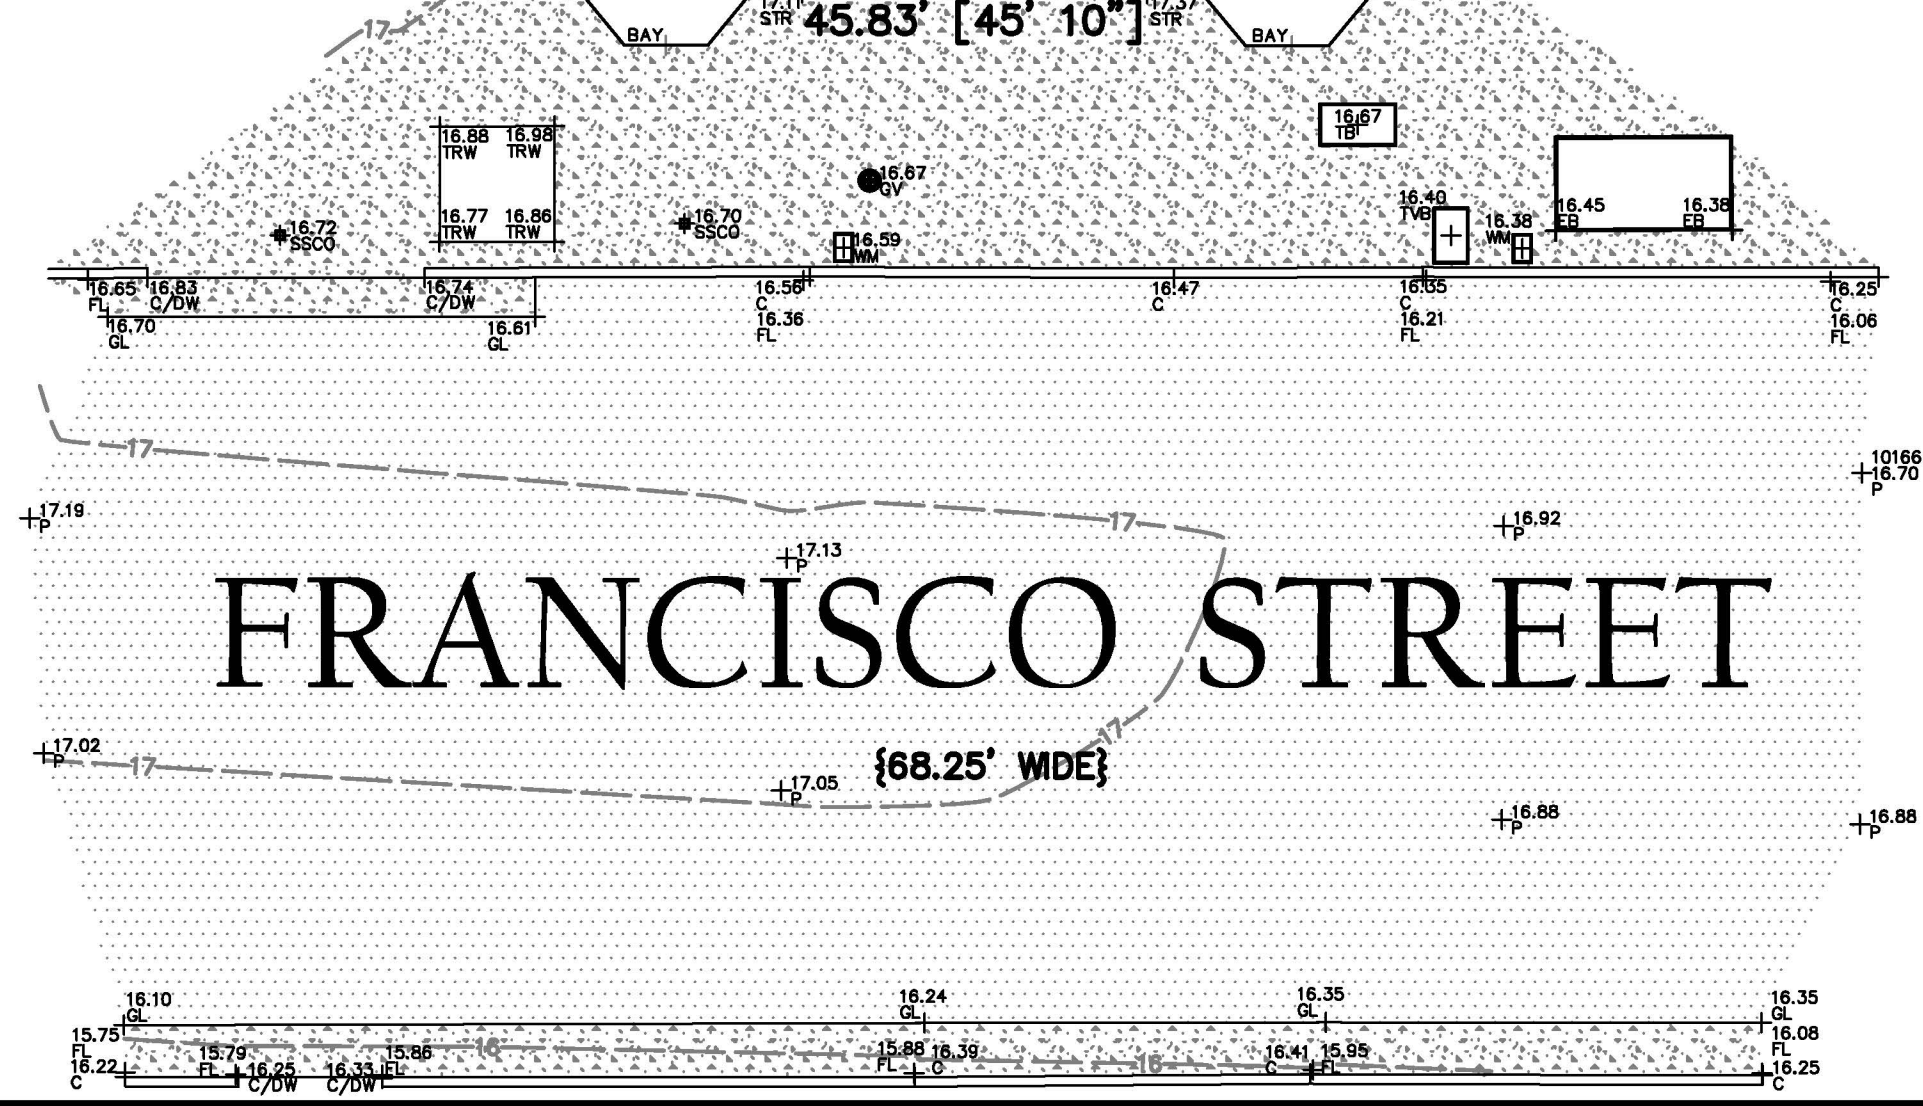 17
BAY
17.11
STR
45.83' [45' 10"]
17.37
STR
BAY
16.88
TRW
16.98
TRW
16.67
TB
16.67
GV
16.77
TRW
16.86
TRW
16.72
SSCO
16.70
SSCO
16.59
WM
16.40
TVB
16.38
WM
16.45
EB
16.38
EB
16.65
FL
16.83
C/DW
16.74
C/DW
16.70
GL
16.61
GL
16.47
C
16.36
FL
16.35
C
16.21
FL
16.25
C
16.06
FL
17
17
10166
16.70
P
17.19
P
16.92
P
17.13
P
FRANCISCO STREET
17
17.02
P
17
{68.25' WIDE}
17.05
P
16.88
P
16.88
P
16.10
GL
16.24
GL
16.35
GL
16.35
GL
15.75
FL
16.22
C
15.79
FL
16.25
C/DW
16.33
C/DW
15.86
FL
16
15.88
FL
16.39
C
16
16.41
C
15.95
FL
16.08
FL
16.25
C